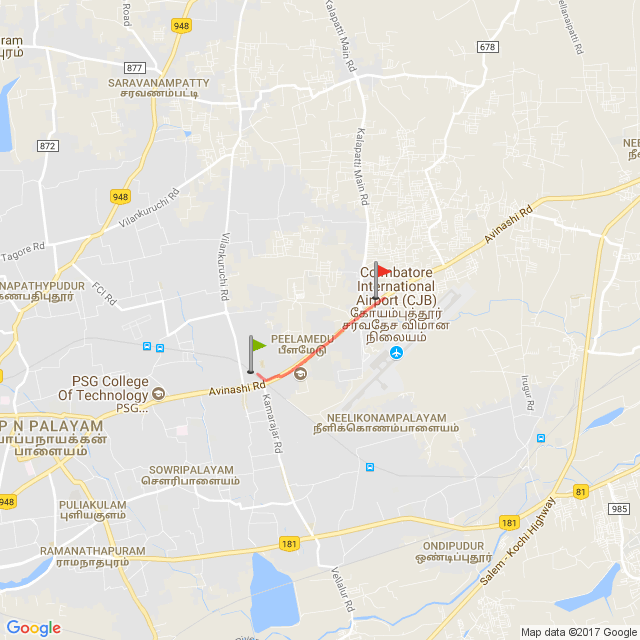 948
Road
Kalapatti Main Rd
ellanaipatti Rd
678
ram
புரம்
877
SARAVANAMPATTY
சரவணம்பட்டி
872
948
Vilankuruchi Rd
Kalapatti Main Rd
NEE
நீ
Tagore Rd
Avinashi Rd
Vilankuruchi Rd
NAPATHYPUDUR
ணபதிபுதூர்
FCI Rd
Coimbatore
International
Airport (CJB)
கோயம்புத்தூர்
சர்வதேச விமான
நிலையம்
PEELAMEDU
பீளமேடு
PSG College
Of Technology
PSG...
Avinashi Rd
Irugur Rd
Kamarajar Rd
P N PALAYAM
பாப்பநாயக்கன்
பாளையம்
NEELIKONAMPALAYAM
நீளிக்கொணம்பாளையம்
SOWRIPALAYAM
சௌரிபாளையம்
948
PULIAKULAM
புளியகுளம்
81
985
181
Salem - Kochi Highway
181
RAMANATHAPURAM
ராமநாதபுரம்
ONDIPUDUR
ஒண்டிப்புதூர்
Vellalur Rd
Google
Map data ©2017 Google